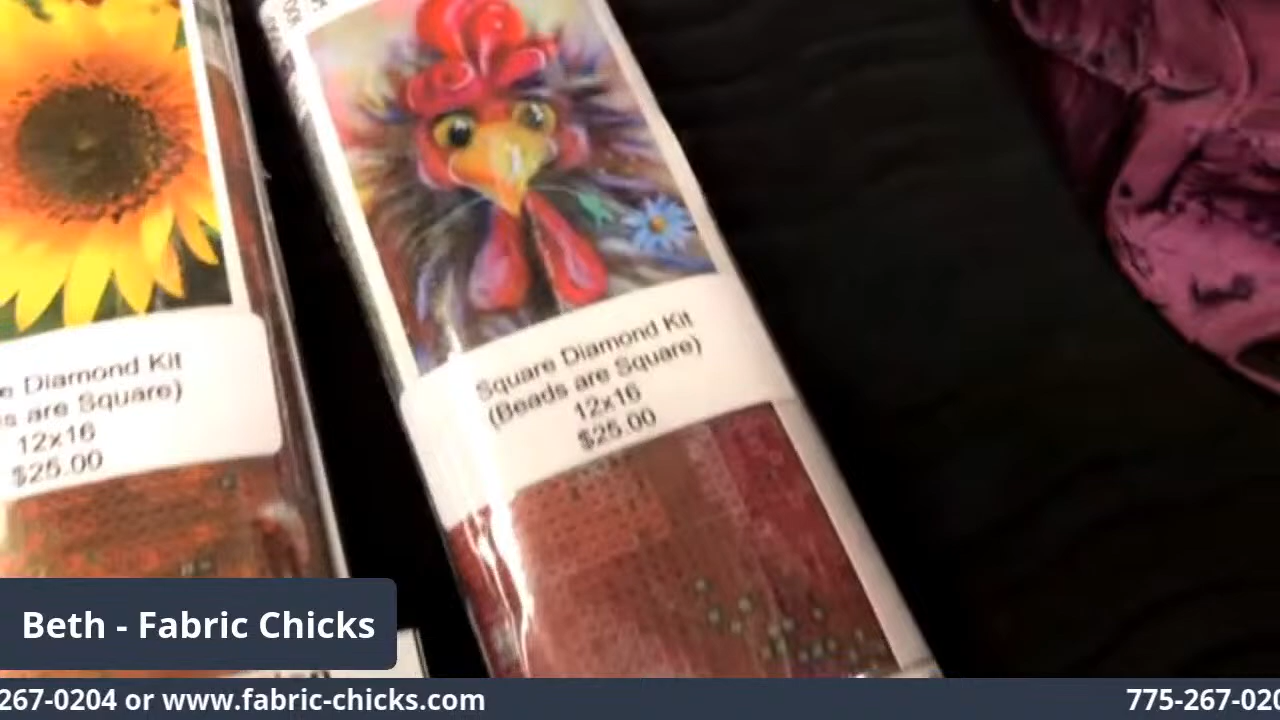 Square Diamond Kit
(Beads are Square)
12x16
$25.00
Diamond Kit
are Square)
12x16
$25.00
Beth - Fabric Chicks
267-0204 or www.fabric-chicks.com
775-267-020